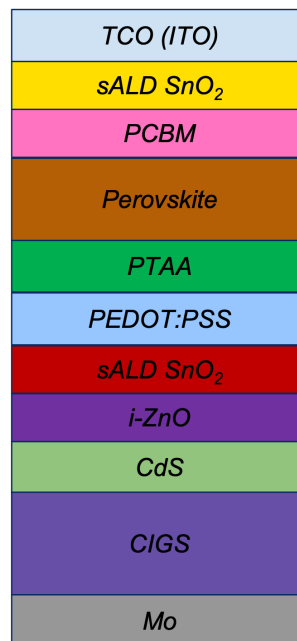 TCO (ITO)
sALD SnO₂
PCBM
Perovskite
PTAA
PEDOT:PSS
sALD SnO₂
i-ZnO
CdS
CIGS
Mo